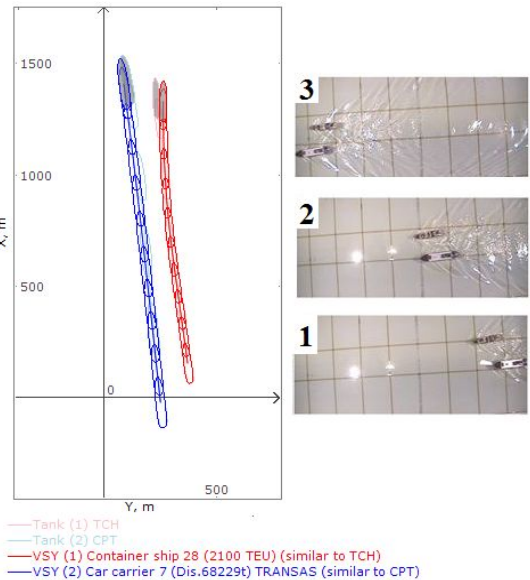 1500
1000
500
0
500
X, m
Y, m
3
2
1
Tank (1) TCH
Tank (2) CPT
VSY (1) Container ship 28 (2100 TEU) (similar to TCH)
VSY (2) Car carrier 7 (Dis.68229t) TRANSAS (similar to CPT)